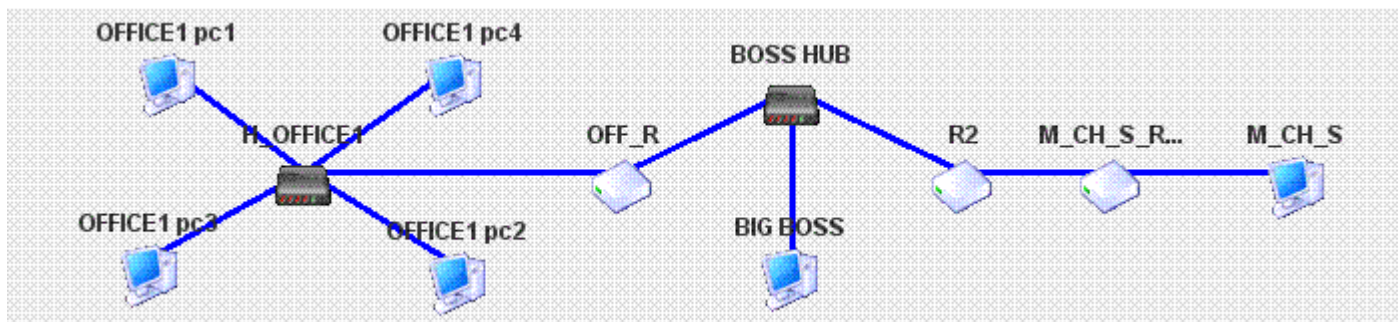 OFFICE1 pc1
OFFICE1 pc4
BOSS HUB
H_OFFICE1
OFF_R
R2
M_CH_S_R...
M_CH_S
OFFICE1 pc3
OFFICE1 pc2
BIG BOSS